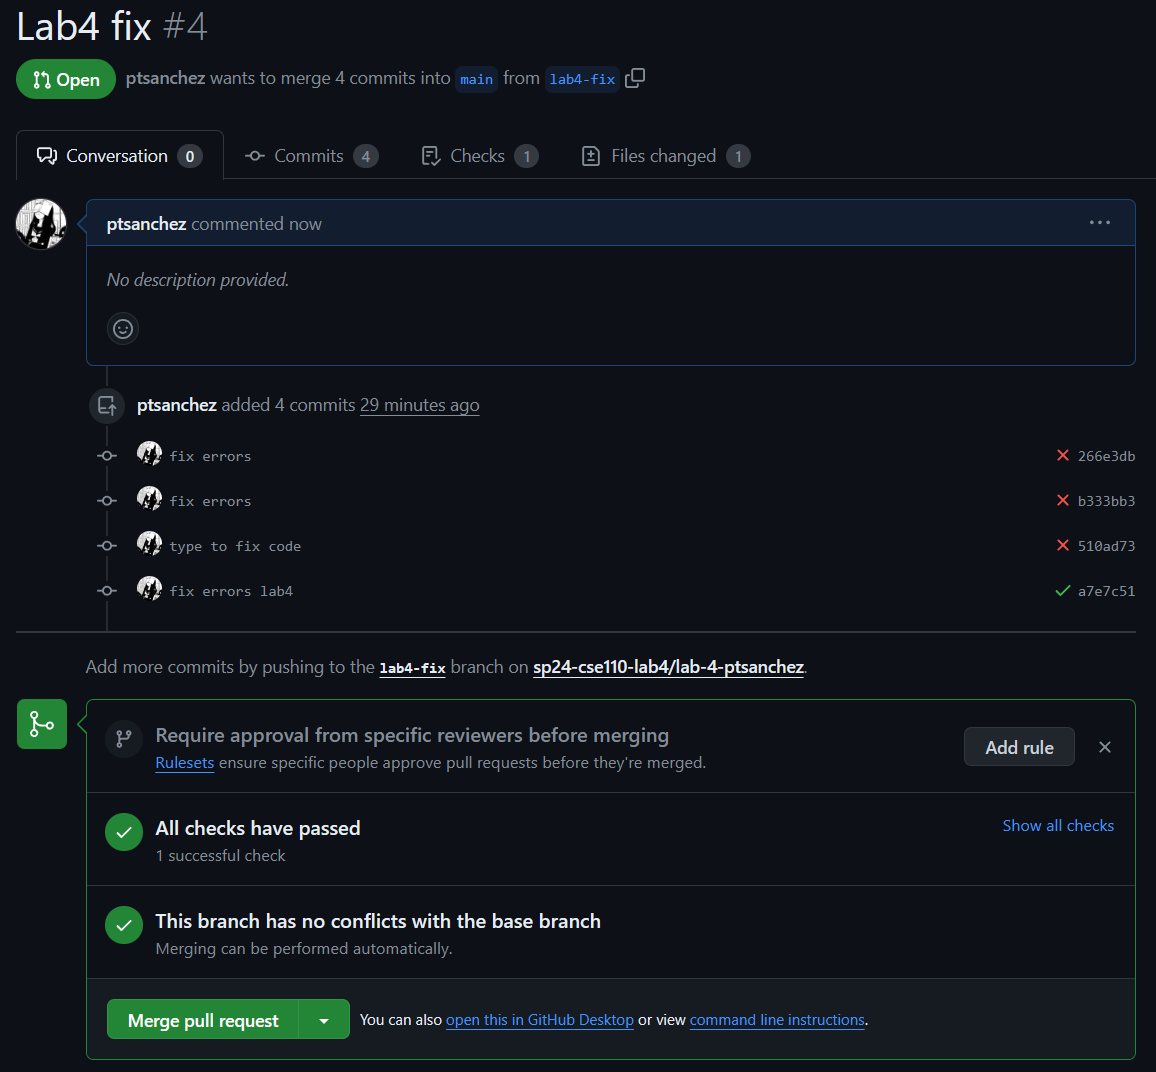 Lab4 fix #4
Open ptsanchez wants to merge 4 commits into main from lab4-fix
Conversation 0 Commits 4 Checks 1 Files changed 1
ptsanchez commented now
No description provided.
ptsanchez added 4 commits 29 minutes ago
fix errors 266e3db
fix errors b333bb3
type to fix code 510ad73
fix errors lab4 a7e7c51
Add more commits by pushing to the lab4-fix branch on sp24-cse110-lab4/lab-4-ptsanchez.
Require approval from specific reviewers before merging
Rulesets ensure specific people approve pull requests before they're merged.
Add rule
All checks have passed
1 successful check
Show all checks
This branch has no conflicts with the base branch
Merging can be performed automatically.
Merge pull request You can also open this in GitHub Desktop or view command line instructions.